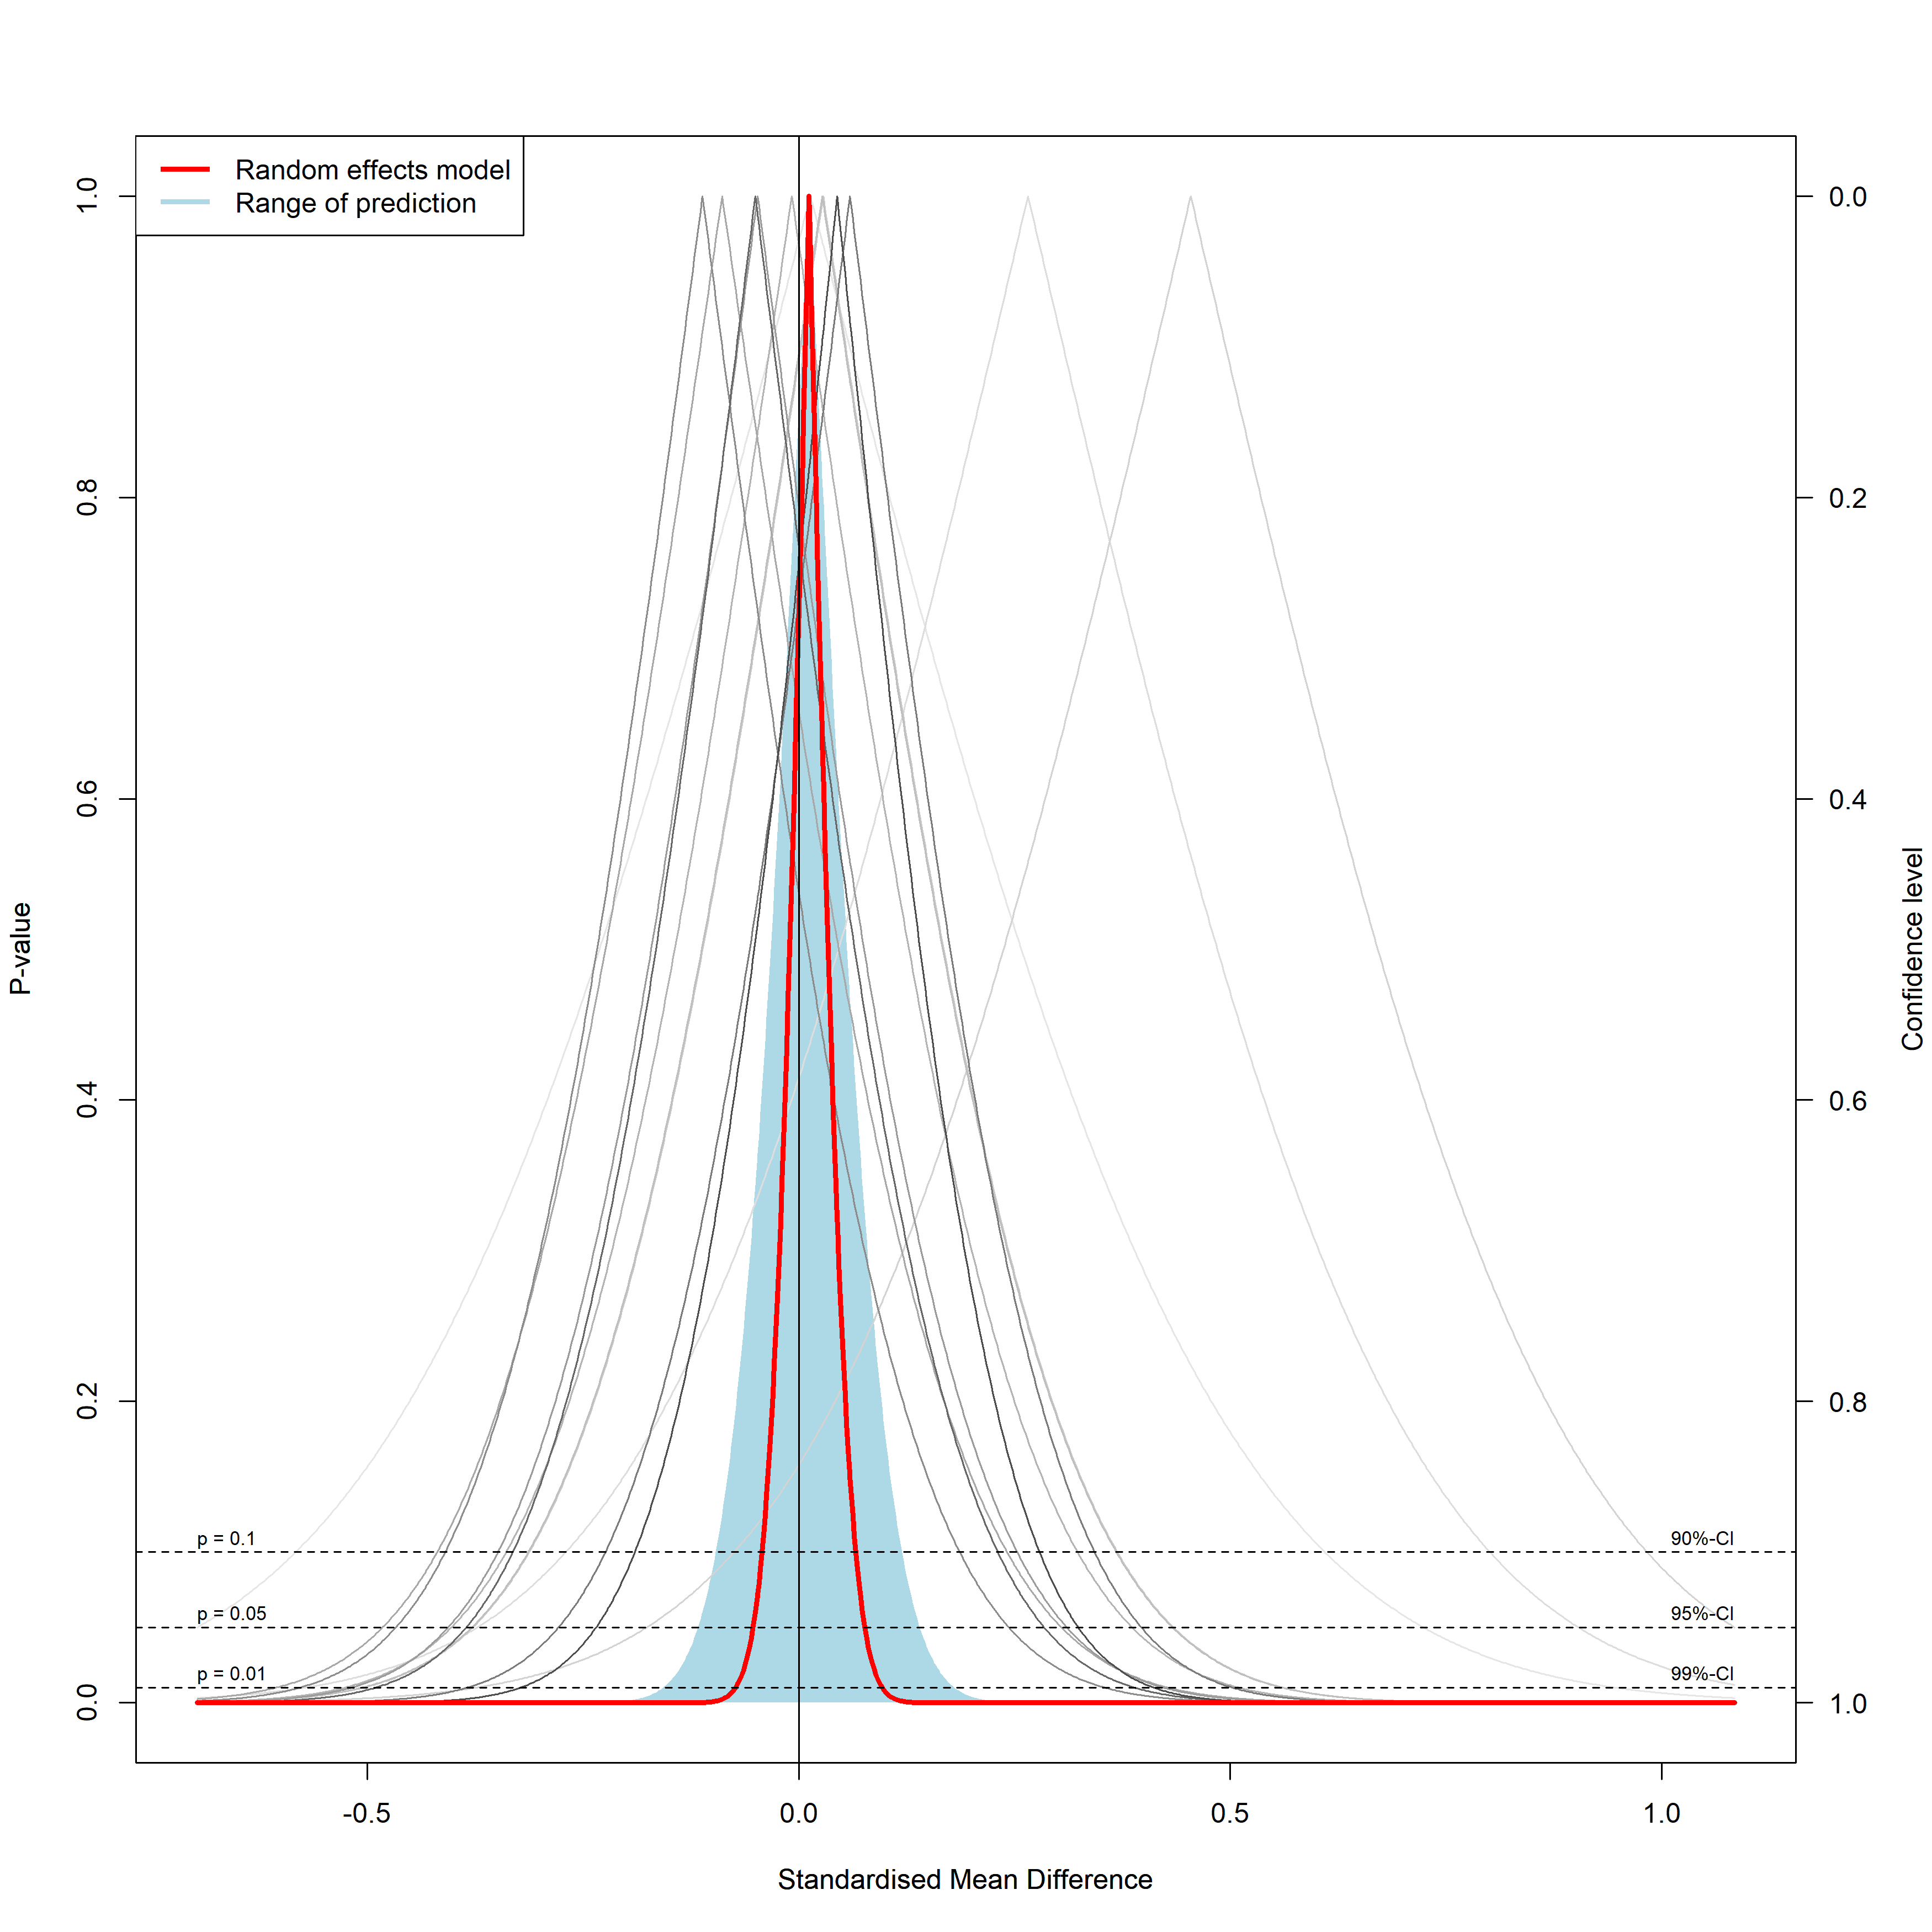 Random effects model
Range of prediction
1.0
0.8
0.6
0.4
0.2
0.0
P-value
0.0
0.2
0.4
0.6
0.8
1.0
Confidence level
p = 0.1
90%-CI
p = 0.05
95%-CI
p = 0.01
99%-CI
-0.5
0.0
0.5
1.0
Standardised Mean Difference